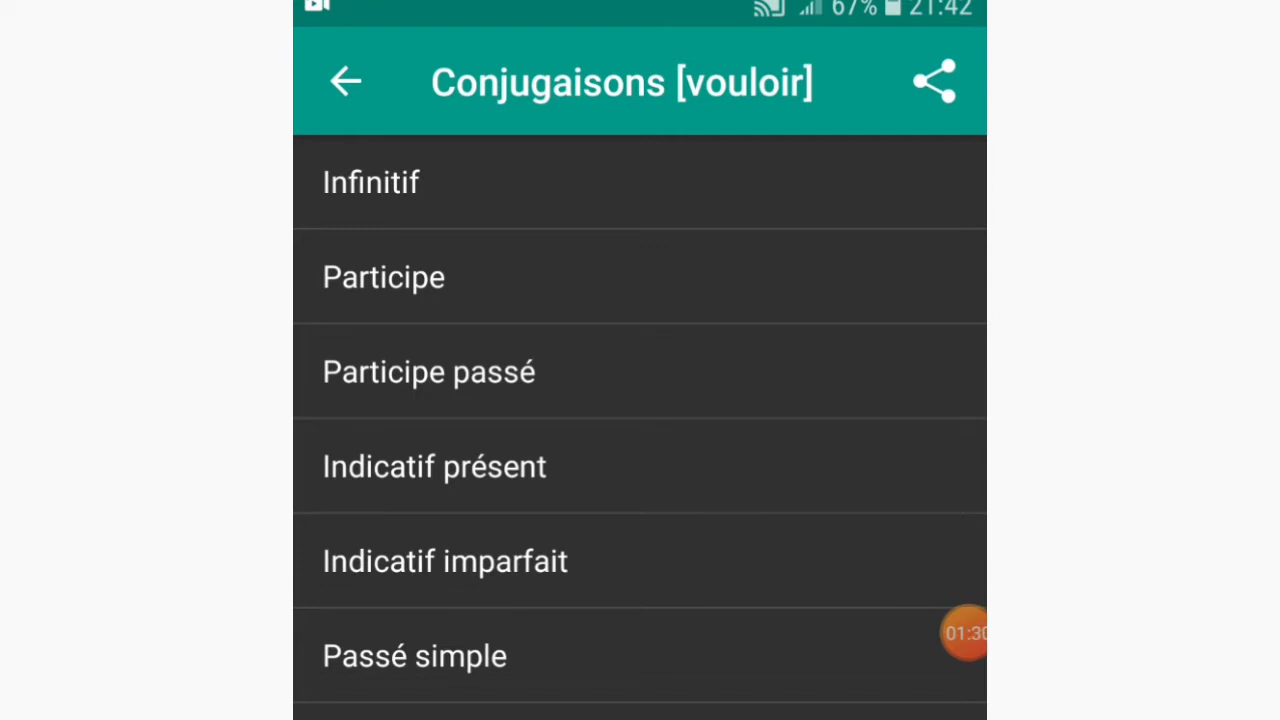 67% 21:42
Conjugaisons [vouloir]
Infinitif
Participe
Participe passé
Indicatif présent
Indicatif imparfait
01:30
Passé simple